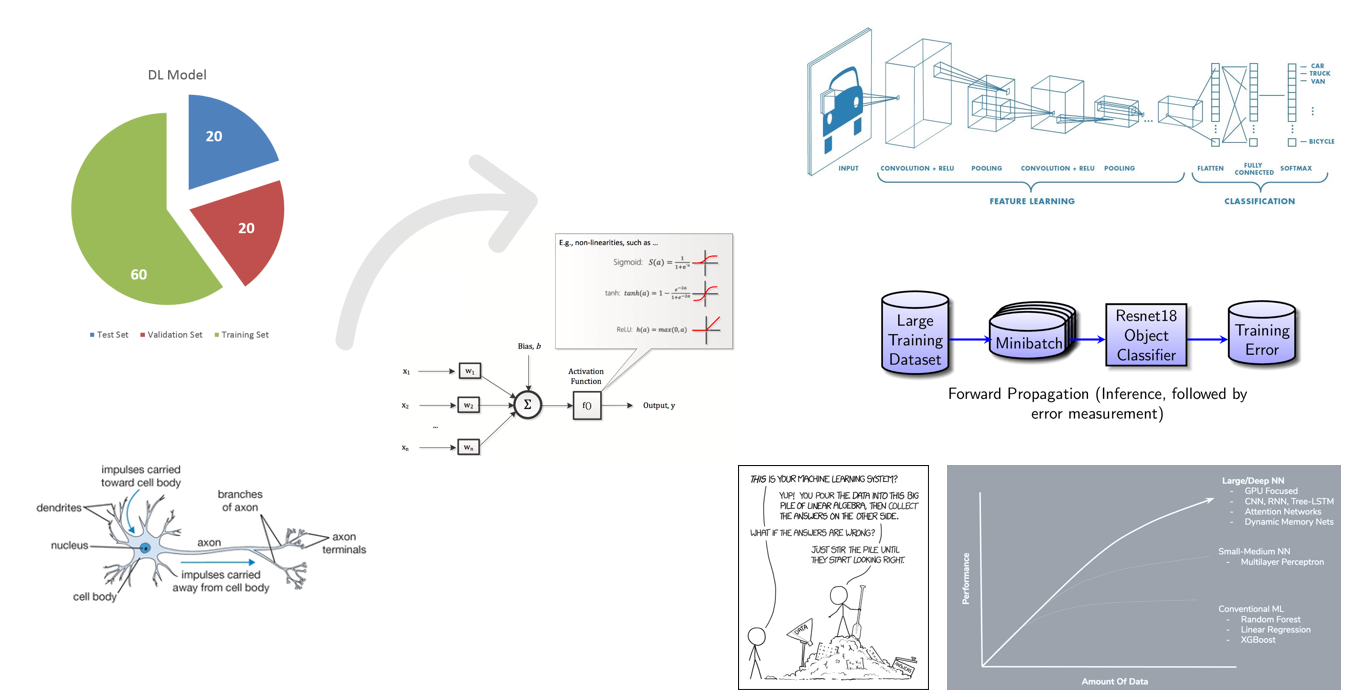 DL Model
20
20
60
Test Set
Validation Set
Training Set
impulses carried
toward cell body
dendrites
nucleus
cell body
axon
branches
of axon
axon
terminals
impulses carried
away from cell body
E.g., non-linearities, such as ...
Sigmoid: S(a) = 1 / 1+e^-a
tanh: tanh(a) = 1 − e^-2a / 1+e^-2a
ReLU: h(a) = max(0, a)
Bias, b
Activation
Function
x1
w1
x2
w2
...
xn
wn
Σ
f()
Output, y
CAR
TRUCK
VAN
BICYCLE
INPUT
CONVOLUTION + RELU
POOLING
CONVOLUTION + RELU
POOLING
FLATTEN
FULLY
CONNECTED
SOFTMAX
FEATURE LEARNING
CLASSIFICATION
Large
Training
Dataset
Minibatch
Resnet18
Object
Classifier
Training
Error
Forward Propagation (Inference, followed by
error measurement)
THIS IS YOUR MACHINE LEARNING SYSTEM?
YUP! YOU POUR THE DATA INTO THIS BIG
PILE OF LINEAR ALGEBRA, THEN COLLECT
THE ANSWERS ON THE OTHER SIDE.
WHAT IF THE ANSWERS ARE WRONG?
JUST STIR THE PILE UNTIL
THEY START LOOKING RIGHT.
DATA
Performance
Amount Of Data
Large/Deep NN
- GPU Focused
- CNN, RNN, Tree-LSTM
- Attention Networks
- Dynamic Memory Nets
Small-Medium NN
- Multilayer Perceptron
Conventional ML
- Random Forest
- Linear Regression
- XGBoost